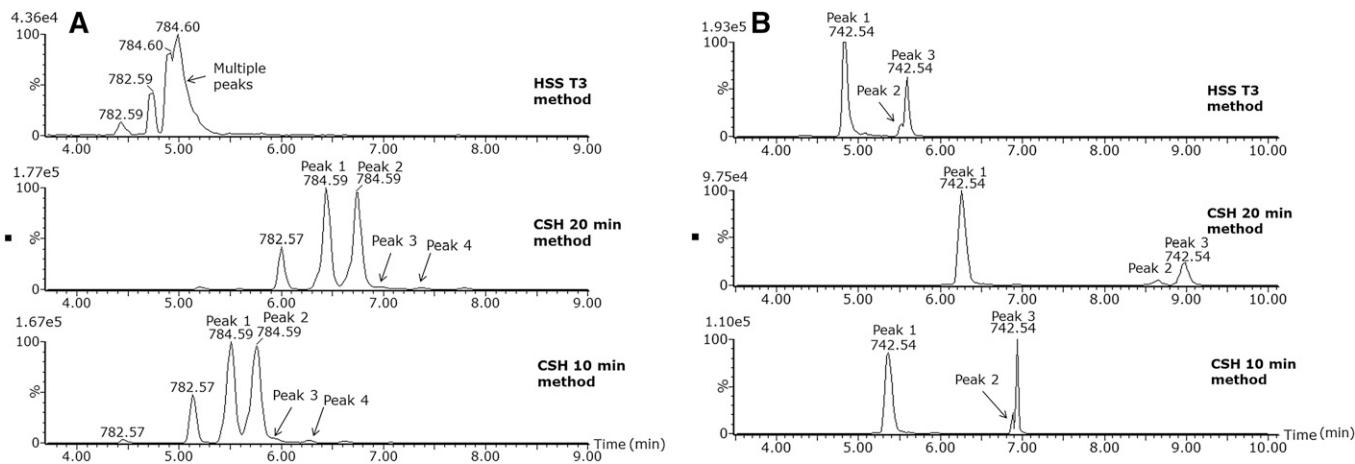 A
4.36e4
784.60
100
784.60
782.59
Multiple
peaks
%
782.59
HSS T3
method
0
4.00 5.00 6.00 7.00 8.00 9.00
1.77e5
Peak 1 Peak 2
784.59 784.59
100
782.57
Peak 3 Peak 4
%
CSH 20 min
method
0
4.00 5.00 6.00 7.00 8.00 9.00
1.67e5
Peak 1 Peak 2
784.59 784.59
100
782.57
Peak 3 Peak 4
%
CSH 10 min
method
782.57
0
4.00 5.00 6.00 7.00 8.00 9.00
Time (min)
B
1.93e5
Peak 1
742.54
100
Peak 3
742.54
Peak 2
%
HSS T3
method
0
4.00 5.00 6.00 7.00 8.00 9.00 10.00
9.75e4
Peak 1
742.54
100
CSH 20 min
method
%
Peak 3
742.54
Peak 2
0
4.00 5.00 6.00 7.00 8.00 9.00 10.00
1.10e5
Peak 3
742.54
Peak 1
742.54
100
Peak 2
%
CSH 10 min
method
0
4.00 5.00 6.00 7.00 8.00 9.00 10.00
Time (min)